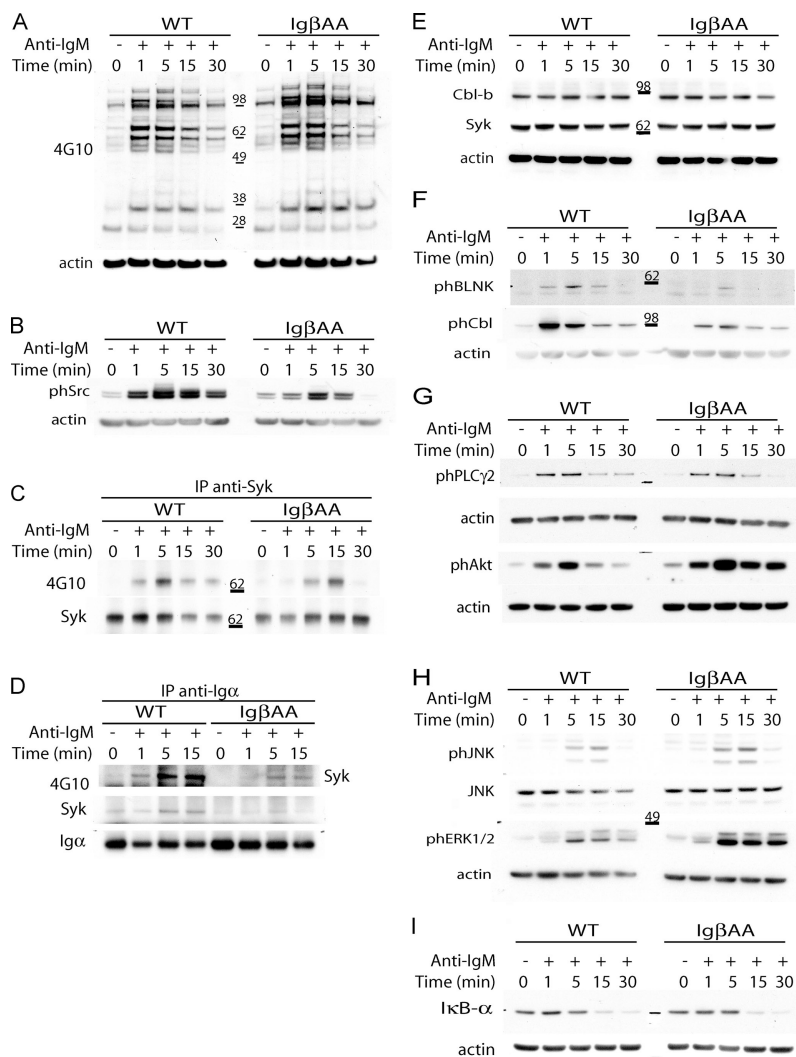 A
WT IgβAA
Anti-IgM - + + + + - + + + +
Time (min) 0 1 5 15 30 0 1 5 15 30
98
62
4G10
49
38
28
actin
B
WT IgβAA
Anti-IgM - + + + + - + + + +
Time (min) 0 1 5 15 30 0 1 5 15 30
phSrc
actin
C
IP anti-Syk
WT IgβAA
Anti-IgM - + + + + - + + + +
Time (min) 0 1 5 15 30 0 1 5 15 30
4G10 62
Syk 62
D
IP anti-Igα
WT IgβAA
Anti-IgM - + + + - + + +
Time (min) 0 1 5 15 0 1 5 15
4G10 Syk
Syk
Igα
E
WT IgβAA
Anti-IgM - + + + + - + + + +
Time (min) 0 1 5 15 30 0 1 5 15 30
Cbl-b 98
Syk 62
actin
F
WT IgβAA
Anti-IgM - + + + + - + + + +
Time (min) 0 1 5 15 30 0 1 5 15 30
phBLNK 62
phCbl 98
actin
G
WT IgβAA
Anti-IgM - + + + + - + + + +
Time (min) 0 1 5 15 30 0 1 5 15 30
phPLCγ2
actin
phAkt
actin
H
WT IgβAA
Anti-IgM - + + + + - + + + +
Time (min) 0 1 5 15 30 0 1 5 15 30
phJNK
JNK
49
phERK1/2
actin
I
WT IgβAA
Anti-IgM - + + + + - + + + +
Time (min) 0 1 5 15 30 0 1 5 15 30
IκB-α
actin